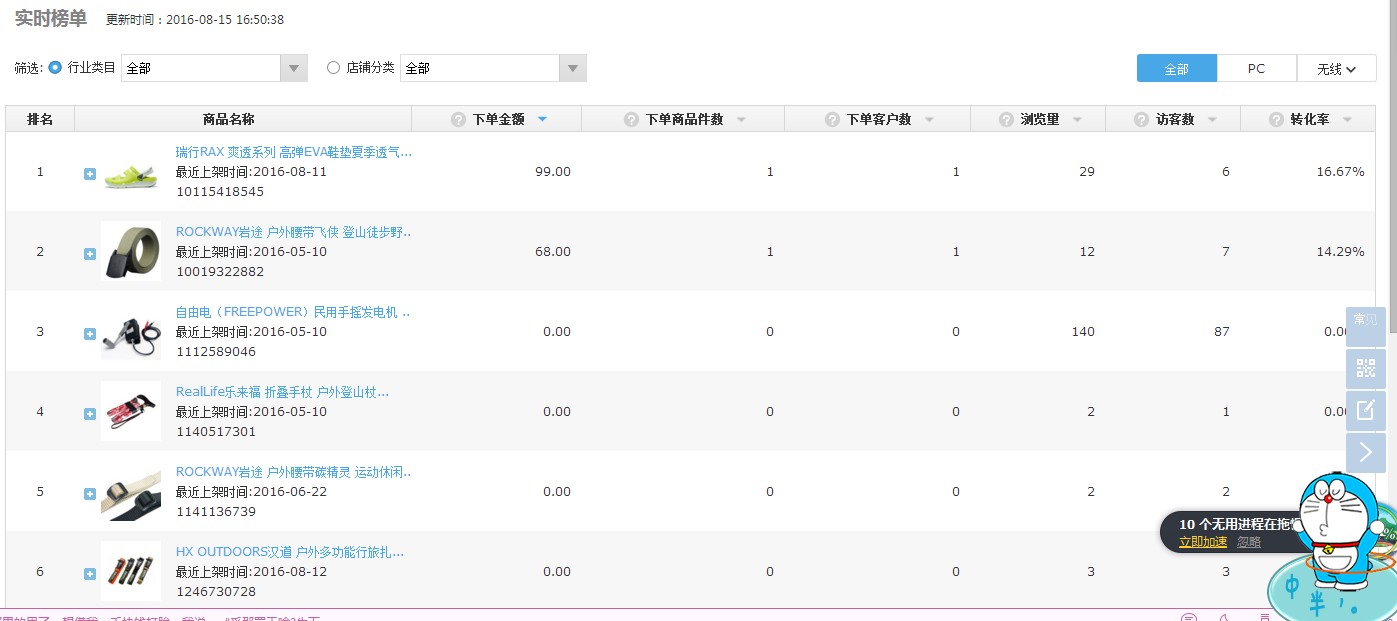 实时榜单 更新时间：2016-08-15 16:50:38
筛选: 行业类目 全部 店铺分类 全部 全部 PC 无线
排名 商品名称 下单金额 下单商品件数 下单客户数 浏览量 访客数 转化率
瑞行RAX 爽透系列 高弹EVA鞋垫夏季透气...
1 最近上架时间:2016-08-11 99.00 1 1 29 6 16.67%
10115418545
ROCKWAY岩途 户外腰带飞侠 登山徒步野..
2 最近上架时间:2016-05-10 68.00 1 1 12 7 14.29%
10019322882
自由电（FREEPOWER）民用手摇发电机 ..
3 最近上架时间:2016-05-10 0.00 0 0 140 87 0.0
1112589046
常见
RealLife乐来福 折叠手杖 户外登山杖...
4 最近上架时间:2016-05-10 0.00 0 0 2 1 0.0
1140517301
ROCKWAY岩途 户外腰带碳精灵 运动休闲..
5 最近上架时间:2016-06-22 0.00 0 0 2 2
1141136739
10 个无用进程在拖
立即加速 忽略
HX OUTDOORS汉道 户外多功能行旅扎...
6 最近上架时间:2016-08-12 0.00 0 0 3 3
1246730728
中 半